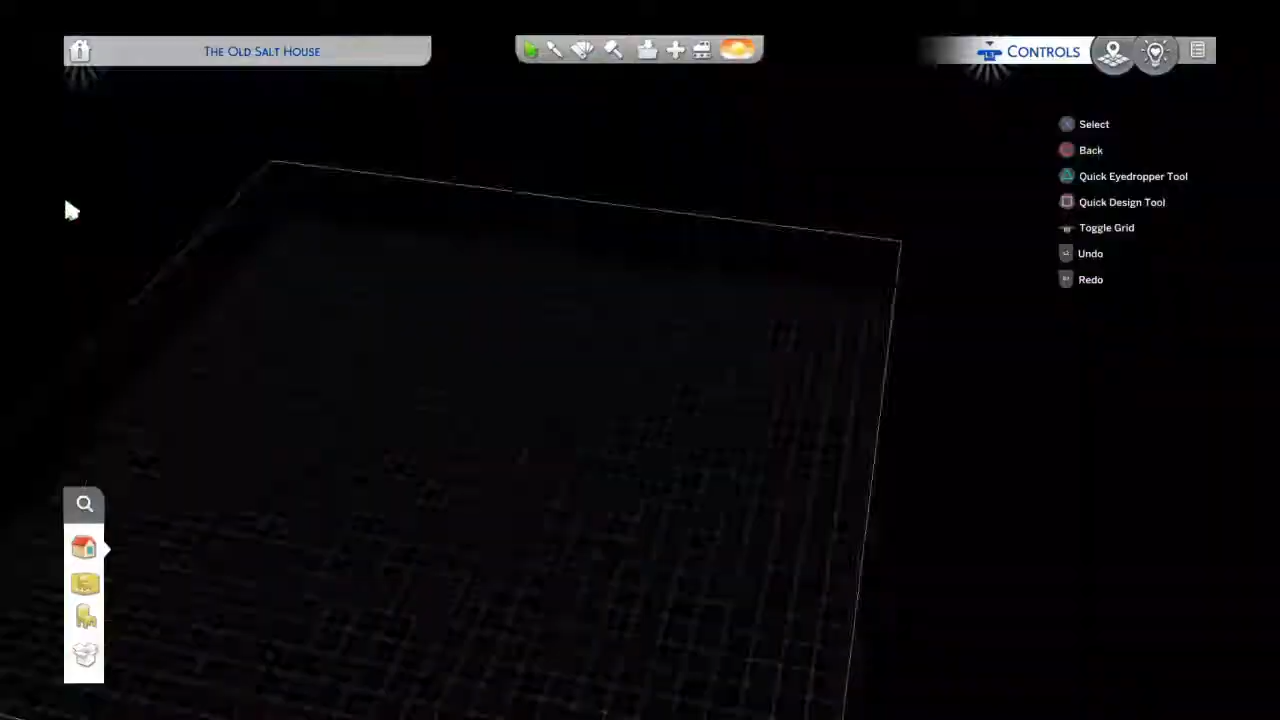 The Old Salt House
Controls
Select
Back
Quick Eyedropper Tool
Quick Design Tool
Toggle Grid
Undo
Redo